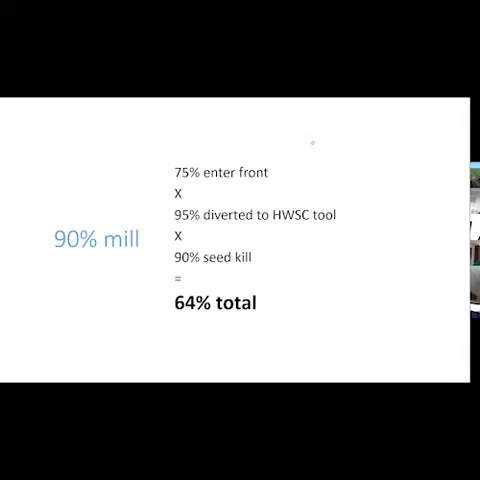 90% mill
75% enter front
X
95% diverted to HWSC tool
X
90% seed kill
=
64% total